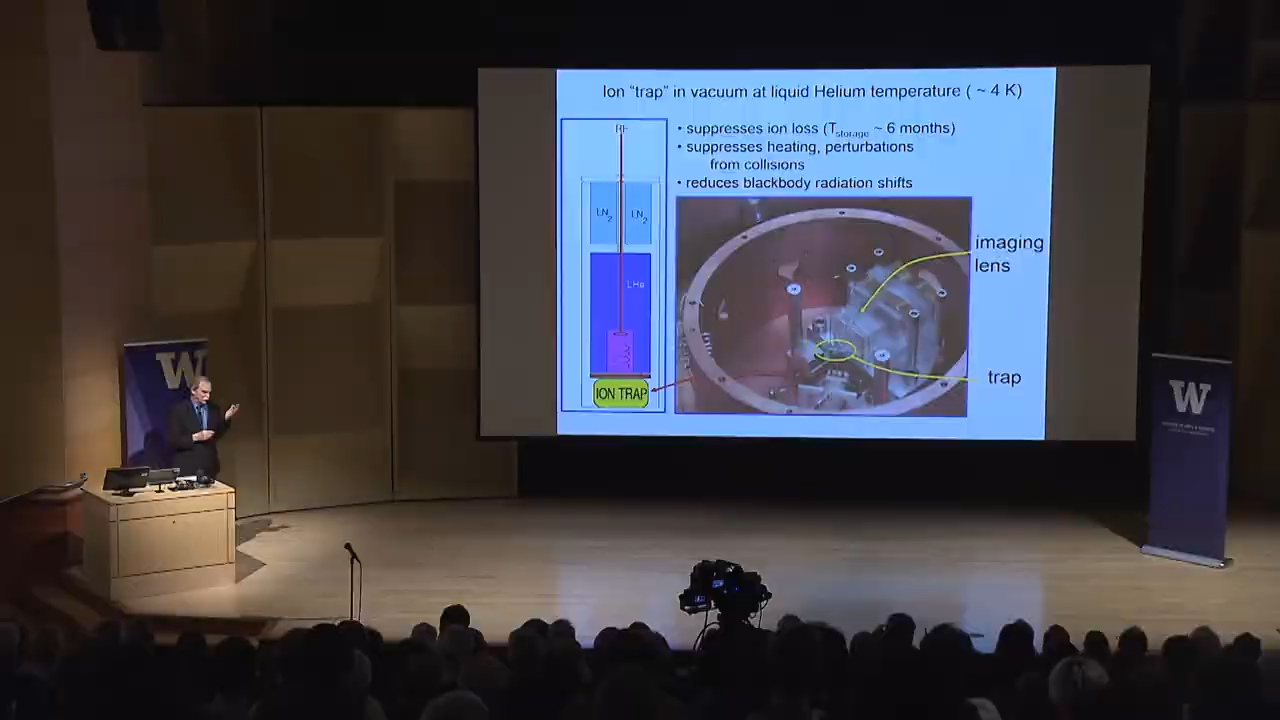 Ion "trap" in vacuum at liquid Helium temperature ( ~ 4 K)
• suppresses ion loss (Tstorage ~ 6 months)
• suppresses heating, perturbations
from collisions
• reduces blackbody radiation shifts
RF
LN2 LN2
LHe
ION TRAP
imaging
lens
trap
W
W